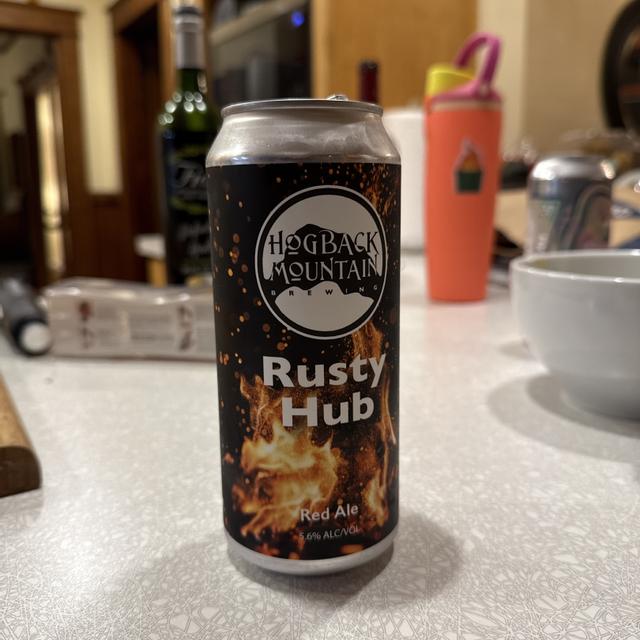 HOGBACK
MOUNTAIN
BREWING
Rusty
Hub
Red Ale
5.6% ALC/VOL